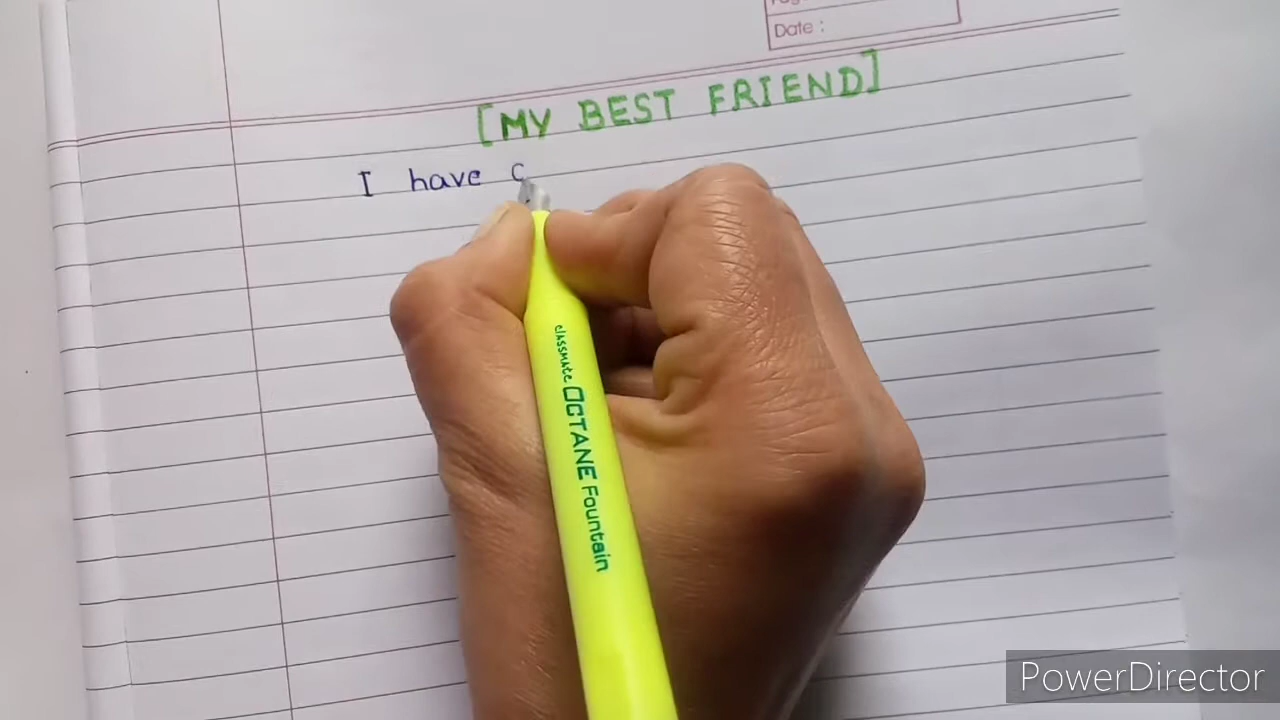 Date :
[MY BEST FRIEND]
I have
classmate OCTANE Fountain
PowerDirector